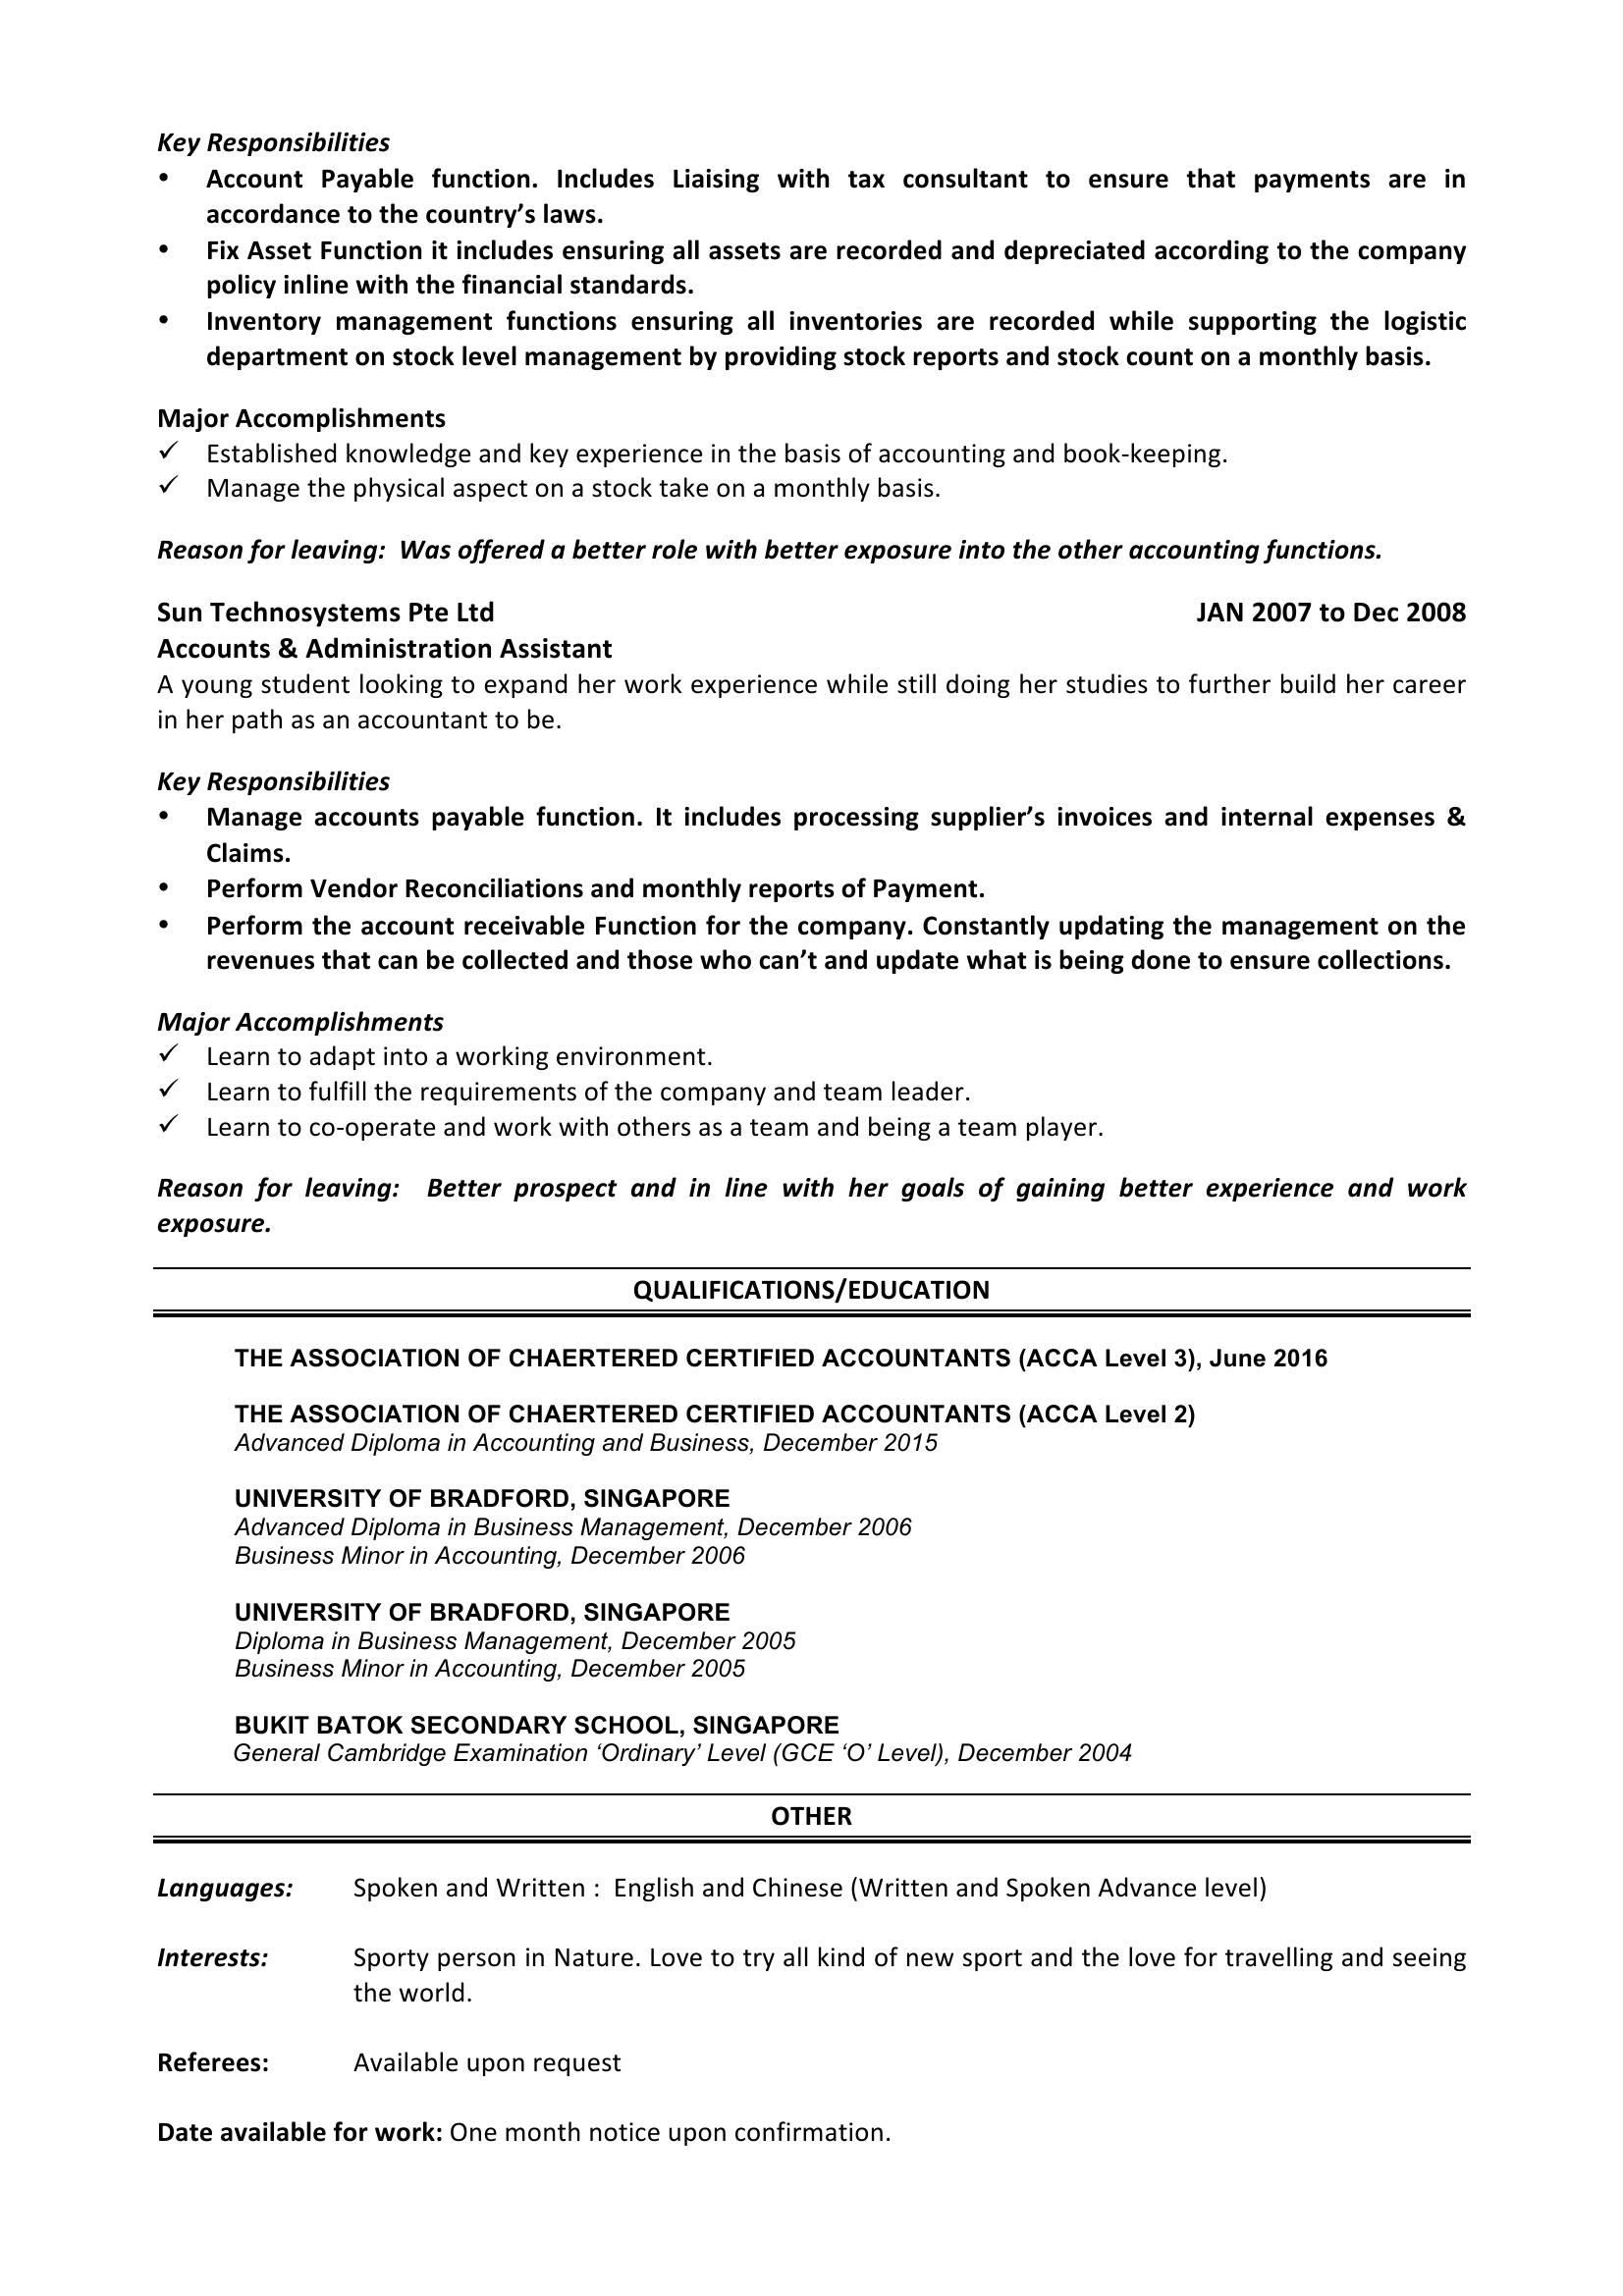 Key Responsibilities
• Account Payable function. Includes Liaising with tax consultant to ensure that payments are in
accordance to the country’s laws.
• Fix Asset Function it includes ensuring all assets are recorded and depreciated according to the company
policy inline with the financial standards.
• Inventory management functions ensuring all inventories are recorded while supporting the logistic
department on stock level management by providing stock reports and stock count on a monthly basis.
Major Accomplishments
✓ Established knowledge and key experience in the basis of accounting and book-keeping.
✓ Manage the physical aspect on a stock take on a monthly basis.
Reason for leaving:  Was offered a better role with better exposure into the other accounting functions.
Sun Technosystems Pte Ltd JAN 2007 to Dec 2008
Accounts & Administration Assistant
A young student looking to expand her work experience while still doing her studies to further build her career
in her path as an accountant to be.
Key Responsibilities
• Manage accounts payable function. It includes processing supplier’s invoices and internal expenses &
Claims.
• Perform Vendor Reconciliations and monthly reports of Payment.
• Perform the account receivable Function for the company. Constantly updating the management on the
revenues that can be collected and those who can’t and update what is being done to ensure collections.
Major Accomplishments
✓ Learn to adapt into a working environment.
✓ Learn to fulfill the requirements of the company and team leader.
✓ Learn to co-operate and work with others as a team and being a team player.
Reason for leaving:  Better prospect and in line with her goals of gaining better experience and work
exposure.
QUALIFICATIONS/EDUCATION
THE ASSOCIATION OF CHAERTERED CERTIFIED ACCOUNTANTS (ACCA Level 3), June 2016
THE ASSOCIATION OF CHAERTERED CERTIFIED ACCOUNTANTS (ACCA Level 2)
Advanced Diploma in Accounting and Business, December 2015
UNIVERSITY OF BRADFORD, SINGAPORE
Advanced Diploma in Business Management, December 2006
Business Minor in Accounting, December 2006
UNIVERSITY OF BRADFORD, SINGAPORE
Diploma in Business Management, December 2005
Business Minor in Accounting, December 2005
BUKIT BATOK SECONDARY SCHOOL, SINGAPORE
General Cambridge Examination ‘Ordinary’ Level (GCE ‘O’ Level), December 2004
OTHER
Languages: Spoken and Written :  English and Chinese (Written and Spoken Advance level)
Interests: Sporty person in Nature. Love to try all kind of new sport and the love for travelling and seeing
the world.
Referees: Available upon request
Date available for work: One month notice upon confirmation.